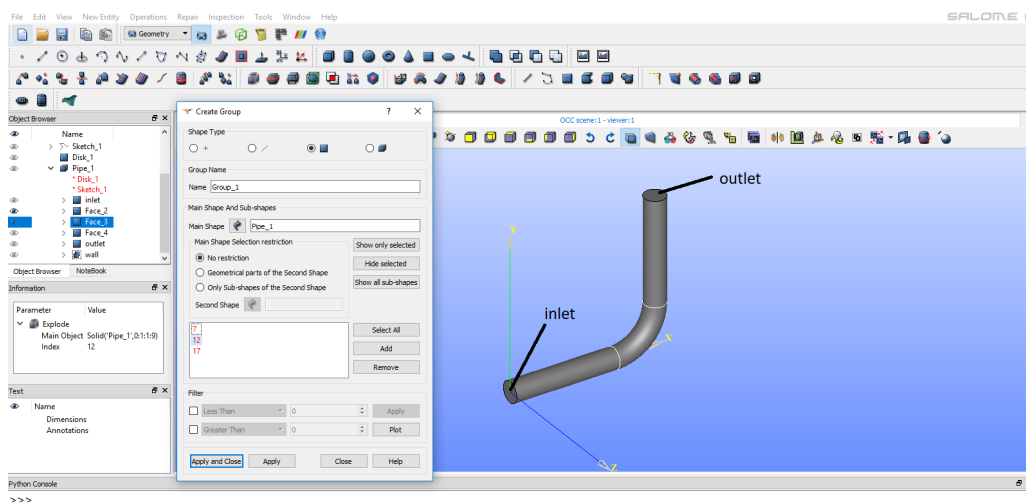 File Edit View New Entity Operations Repair Inspection Tools Window Help
SALOME
Geometry
Object Browser
Name
Sketch_1
Disk_1
Pipe_1
* Disk_1
* Sketch_1
inlet
Face_2
Face_3
Face_4
outlet
wall
Object Browser NoteBook
Information
Parameter Value
Explode
Main Object Solid('Pipe_1',0:1:1:9)
Index 12
Text
Name
Dimensions
Annotations
Python Console
>>>
Create Group ? X
Shape Type
Group Name
Name Group_1
Main Shape And Sub-shapes
Main Shape Pipe_1
Main Shape Selection restriction
No restriction
Geometrical parts of the Second Shape
Only Sub-shapes of the Second Shape
Second Shape
Show only selected
Hide selected
Show all sub-shapes
7
12
17
Select All
Add
Remove
Filter
Less Than 0 Apply
Greater Than 0 Plot
Apply and Close Apply Close Help
OCC scene:1 - viewer:1
outlet
inlet
Y
X
Z